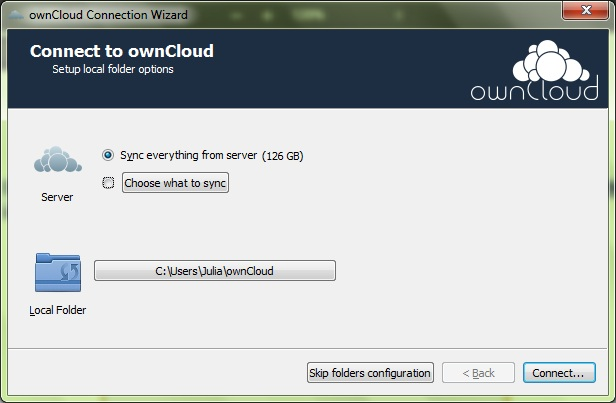 ownCloud Connection Wizard
Connect to ownCloud
Setup local folder options
ownCloud
Sync everything from server (126 GB)
Choose what to sync
Server
C:\Users\Julia\ownCloud
Local Folder
Skip folders configuration
< Back
Connect...